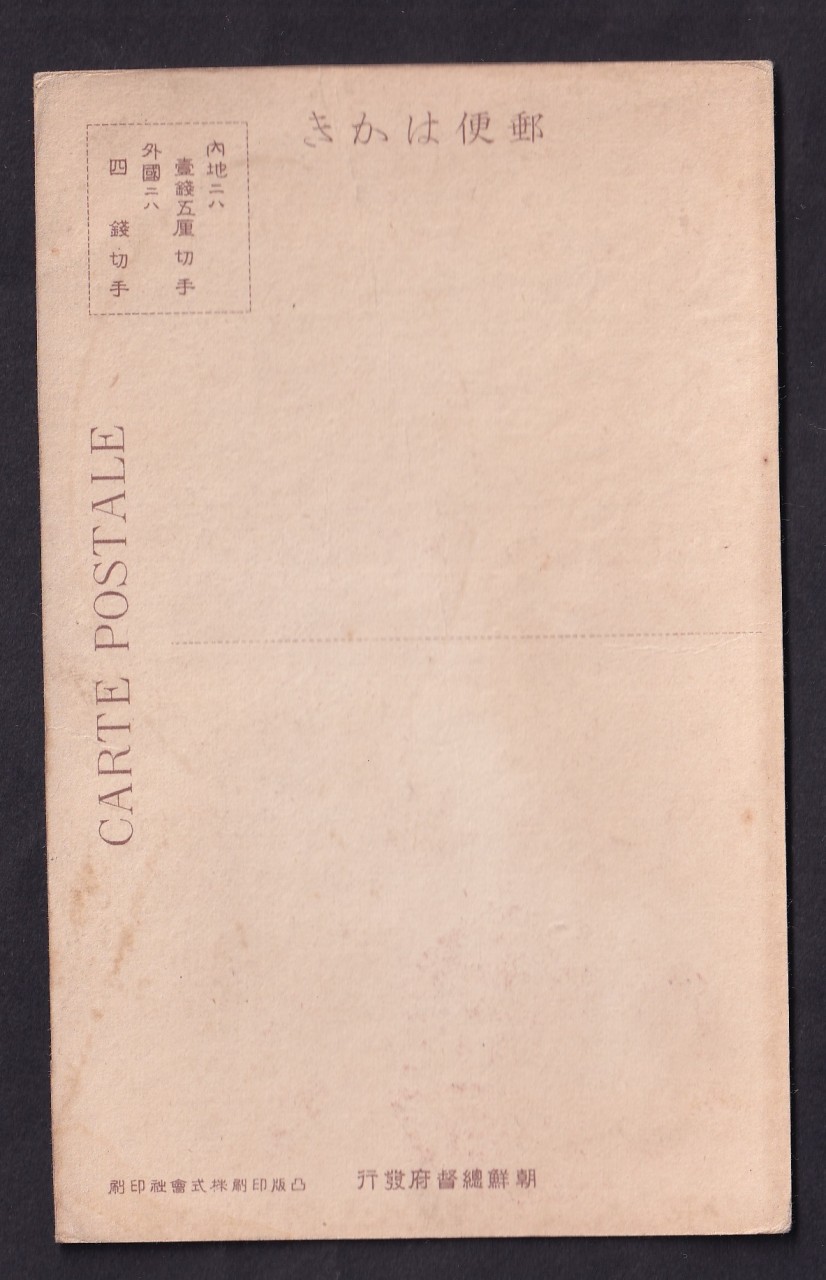 郵便はかき
內地ニハ
壹錢五厘切手
外國ニハ
四錢切手
CARTE POSTALE
朝鮮總督府發行
凸版印刷株式會社印刷